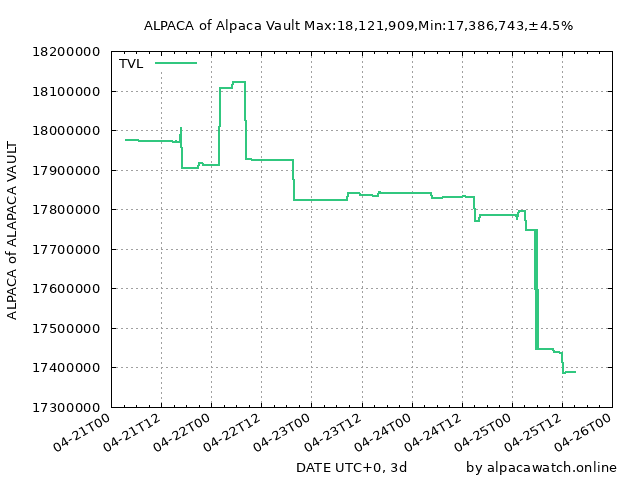 ALPACA of Alpaca Vault Max:18,121,909,Min:17,386,743,±4.5%
TVL
ALPACA of ALAPACA VAULT
18200000
18100000
18000000
17900000
17800000
17700000
17600000
17500000
17400000
17300000
04-21T00
04-21T12
04-22T00
04-22T12
04-23T00
04-23T12
04-24T00
04-24T12
04-25T00
04-25T12
04-26T00
DATE UTC+0, 3d
by alpacawatch.online